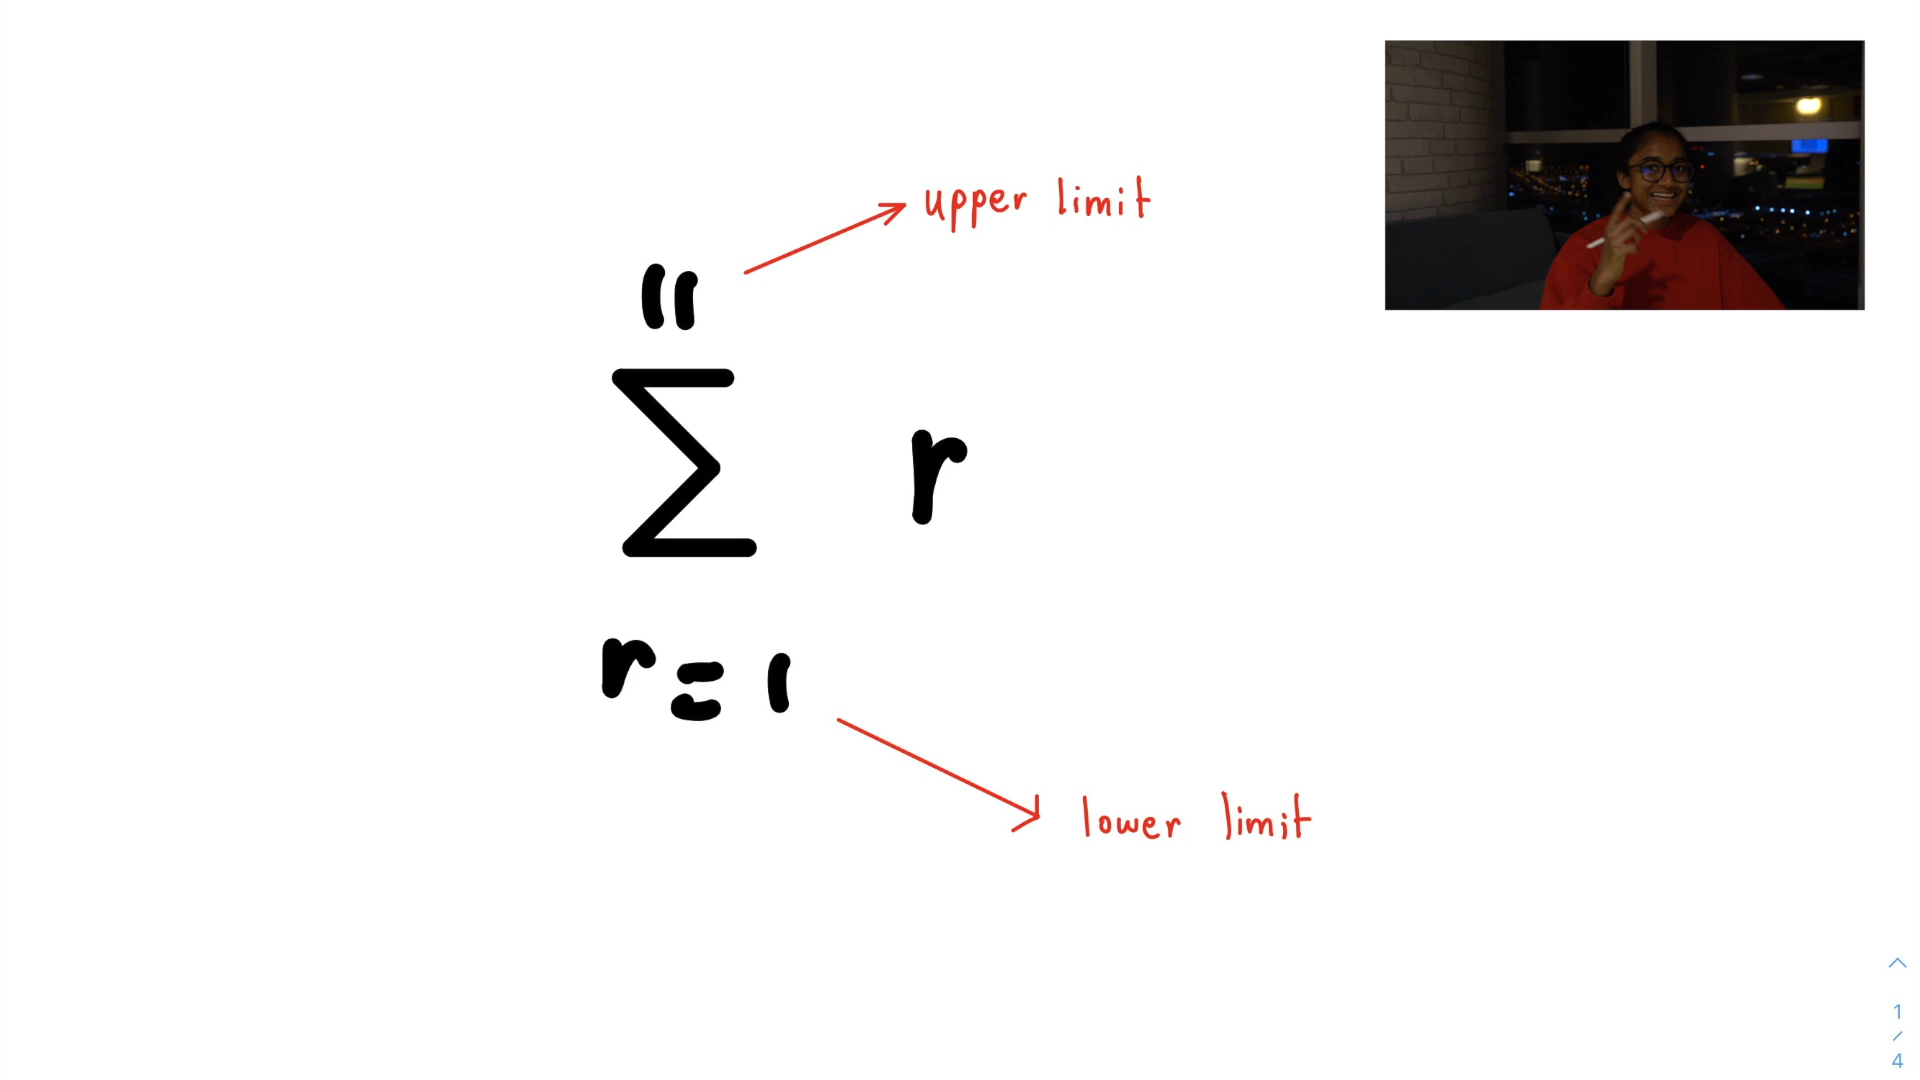 upper limit
11
Σ r
r = 1
lower limit
1
/
4